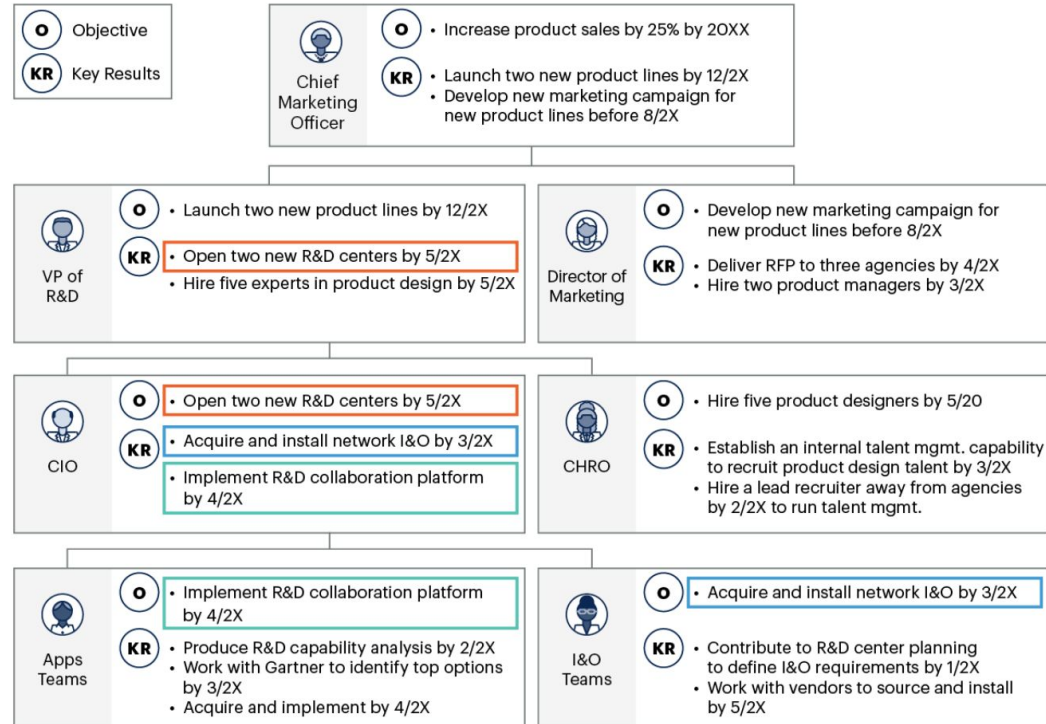 O Objective
KR Key Results
Chief
Marketing
Officer
O
• Increase product sales by 25% by 20XX
KR
• Launch two new product lines by 12/2X
• Develop new marketing campaign for
new product lines before 8/2X
VP of
R&D
O
• Launch two new product lines by 12/2X
KR
• Open two new R&D centers by 5/2X
• Hire five experts in product design by 5/2X
Director of
Marketing
O
• Develop new marketing campaign for
new product lines before 8/2X
KR
• Deliver RFP to three agencies by 4/2X
• Hire two product managers by 3/2X
CIO
O
• Open two new R&D centers by 5/2X
KR
• Acquire and install network I&O by 3/2X
• Implement R&D collaboration platform
by 4/2X
CHRO
O
• Hire five product designers by 5/20
KR
• Establish an internal talent mgmt. capability
to recruit product design talent by 3/2X
• Hire a lead recruiter away from agencies
by 2/2X to run talent mgmt.
Apps
Teams
O
• Implement R&D collaboration platform
by 4/2X
KR
• Produce R&D capability analysis by 2/2X
• Work with Gartner to identify top options
by 3/2X
• Acquire and implement by 4/2X
I&O
Teams
O
• Acquire and install network I&O by 3/2X
KR
• Contribute to R&D center planning
to define I&O requirements by 1/2X
• Work with vendors to source and install
by 5/2X